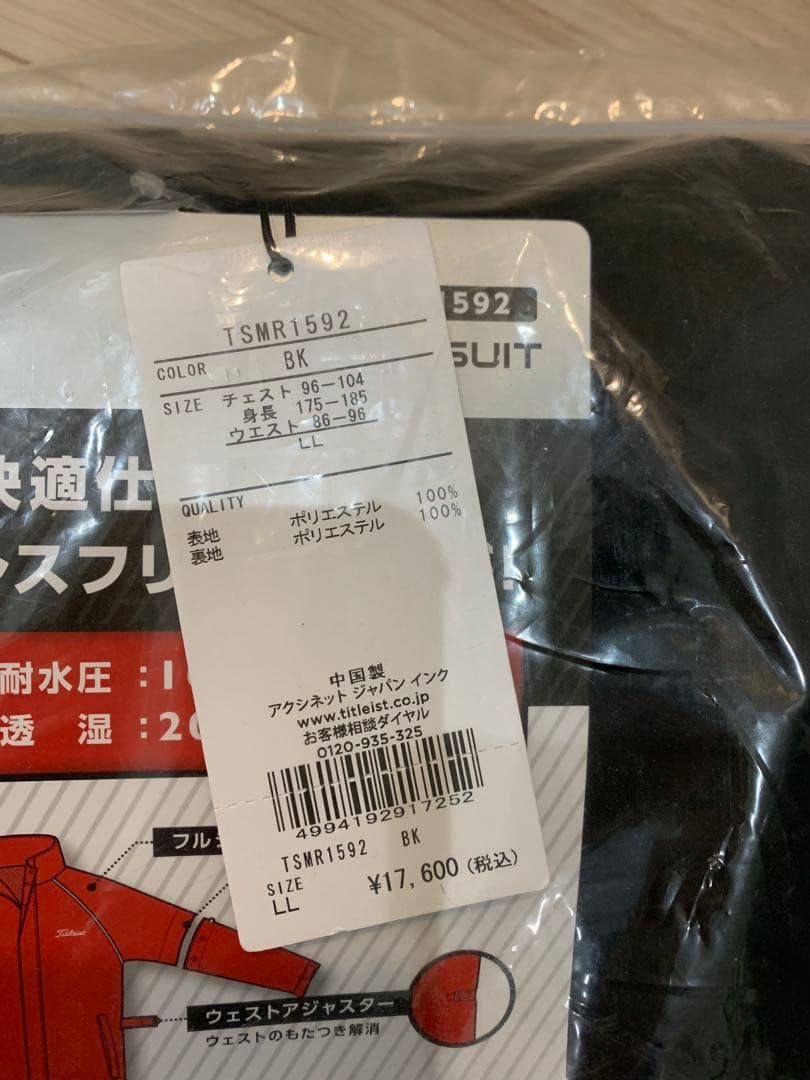 1592
SUIT
TSMR1592
COLOR BK
SIZE チェスト 96-104
身長 175-185
ウエスト 86-96
LL
QUALITY
表地 ポリエステル 100%
裏地 ポリエステル 100%
中国製
アクシネット ジャパン インク
www.titleist.co.jp
お客様相談ダイヤル
0120-935-325
4994192917252
TSMR1592 BK
SIZE
LL ¥17,600(税込)
快適仕
スフリ
耐水圧:1
透 湿:20
フル
Titleist
ウェストアジャスター
ウェストのもたつき解消